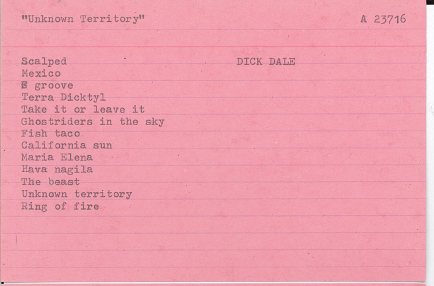 "Unknown Territory" A 23716
Scalped DICK DALE
Mexico
F groove
Terra Dicktyl
Take it or leave it
Ghostriders in the sky
Fish taco
California sun
Maria Elena
Hava nagila
The beast
Unknown territory
Ring of fire